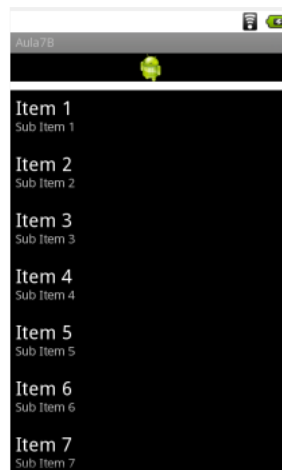 Aula7B
Item 1
Sub Item 1
Item 2
Sub Item 2
Item 3
Sub Item 3
Item 4
Sub Item 4
Item 5
Sub Item 5
Item 6
Sub Item 6
Item 7
Sub Item 7